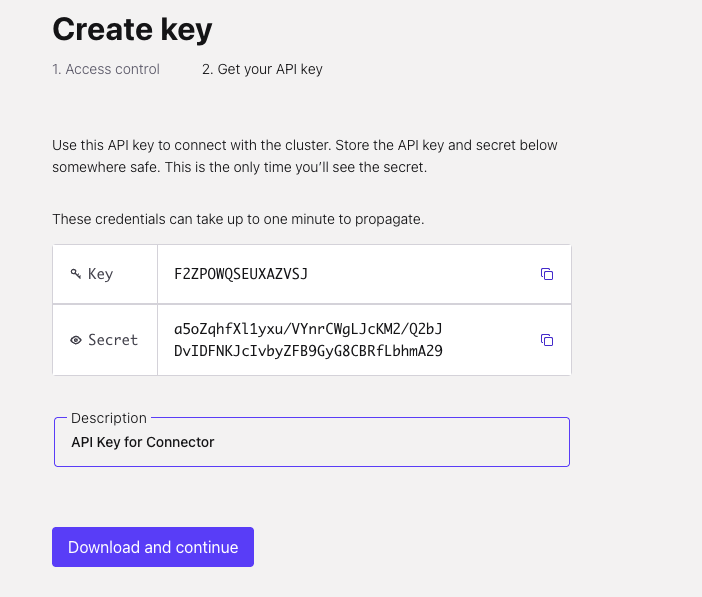 Create key
1. Access control
2. Get your API key
Use this API key to connect with the cluster. Store the API key and secret below
somewhere safe. This is the only time you’ll see the secret.
These credentials can take up to one minute to propagate.
Key
F2ZPOWQSEUXAZVSJ
Secret
a5oZqhfXl1yxu/VYnrCWgLJcKM2/Q2bJ
DvIDFNKJcIvbyZFB9GyG8CBRfLbhmA29
Description
API Key for Connector
Download and continue